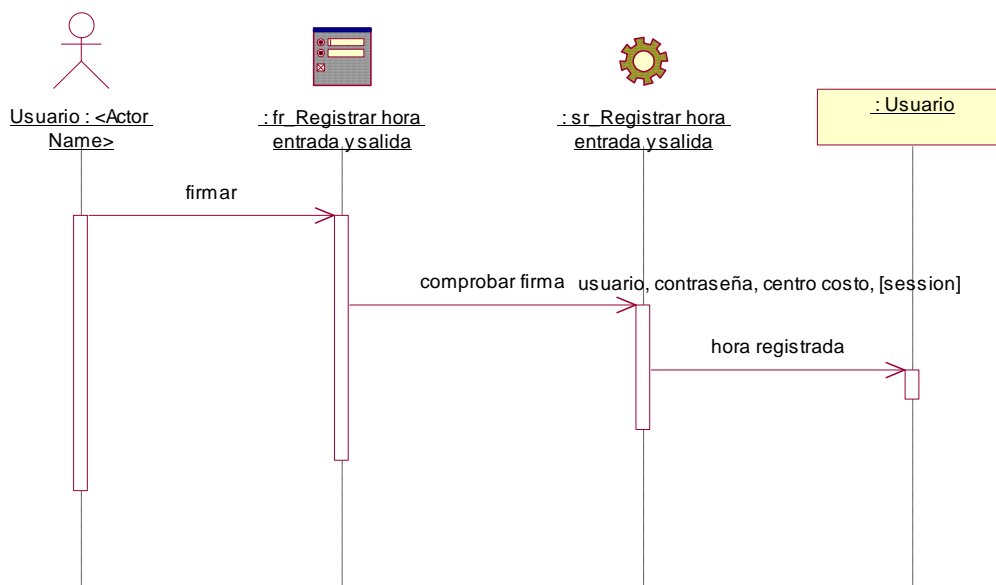 Usuario : <Actor
Name>
: fr_Registrar hora
entrada y salida
: sr_Registrar hora
entrada y salida
: Usuario
firmar
comprobar firma
usuario, contraseña, centro costo, [session]
hora registrada